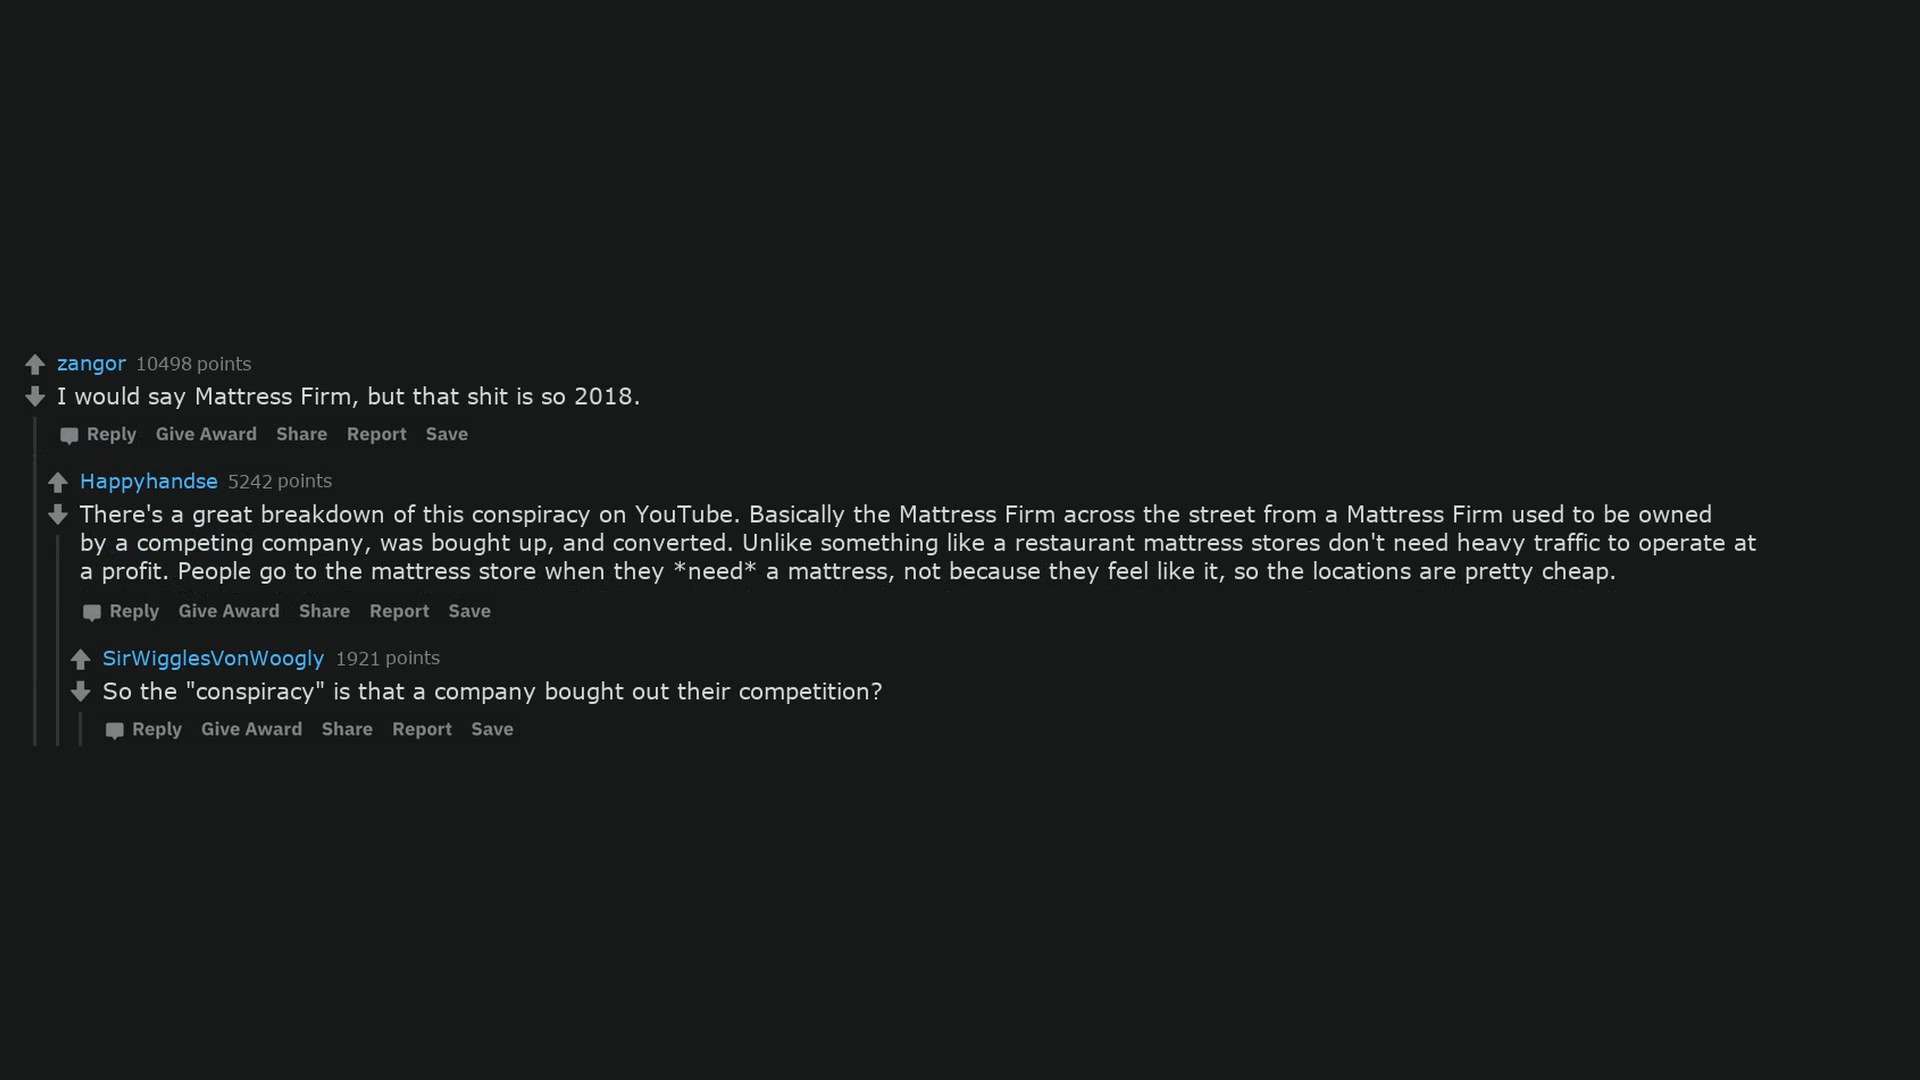 zangor 10498 points
I would say Mattress Firm, but that shit is so 2018.
Reply Give Award Share Report Save
Happyhandse 5242 points
There's a great breakdown of this conspiracy on YouTube. Basically the Mattress Firm across the street from a Mattress Firm used to be owned
by a competing company, was bought up, and converted. Unlike something like a restaurant mattress stores don't need heavy traffic to operate at
a profit. People go to the mattress store when they *need* a mattress, not because they feel like it, so the locations are pretty cheap.
Reply Give Award Share Report Save
SirWigglesVonWoogly 1921 points
So the "conspiracy" is that a company bought out their competition?
Reply Give Award Share Report Save